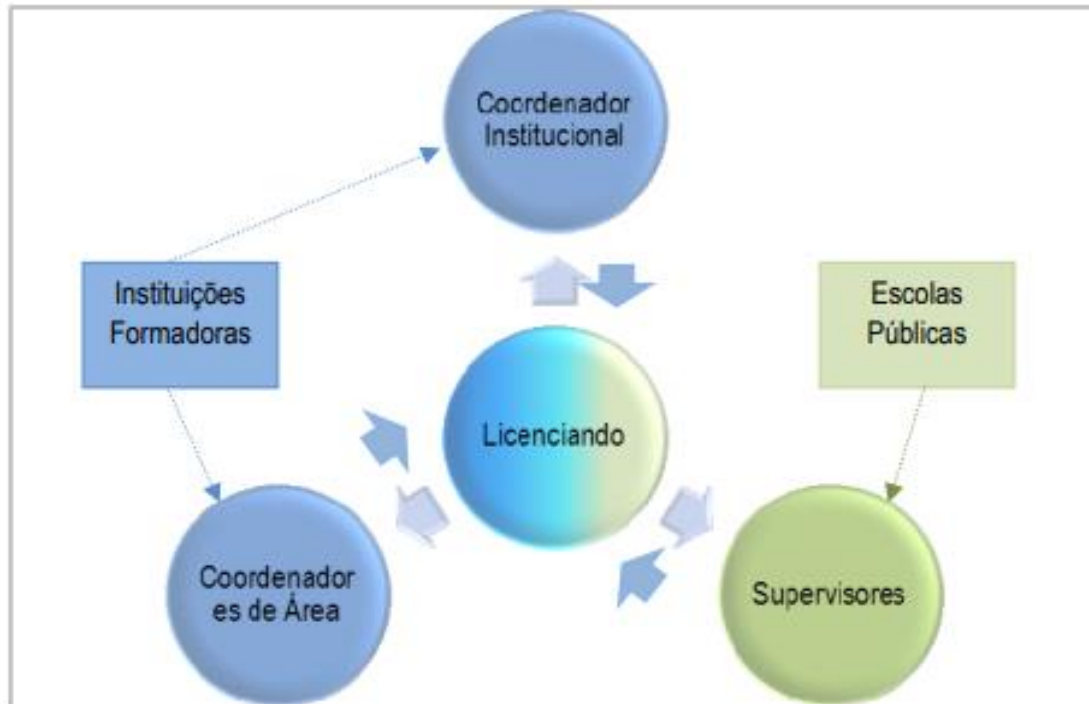 Coordenador
Institucional
Instituições
Formadoras
Escolas
Públicas
Licenciando
Coordenador
es de Área
Supervisores